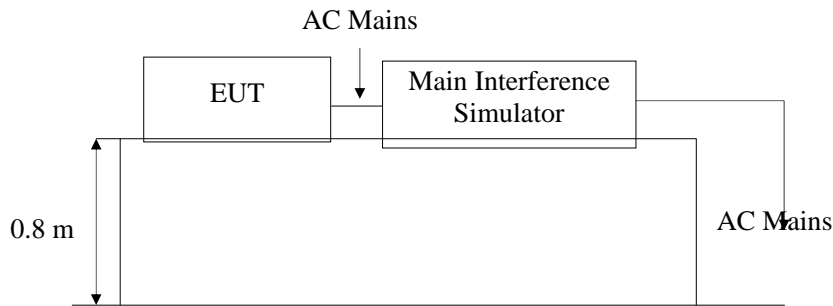 AC Mains
EUT
Main Interference
Simulator
0.8 m
AC Mains